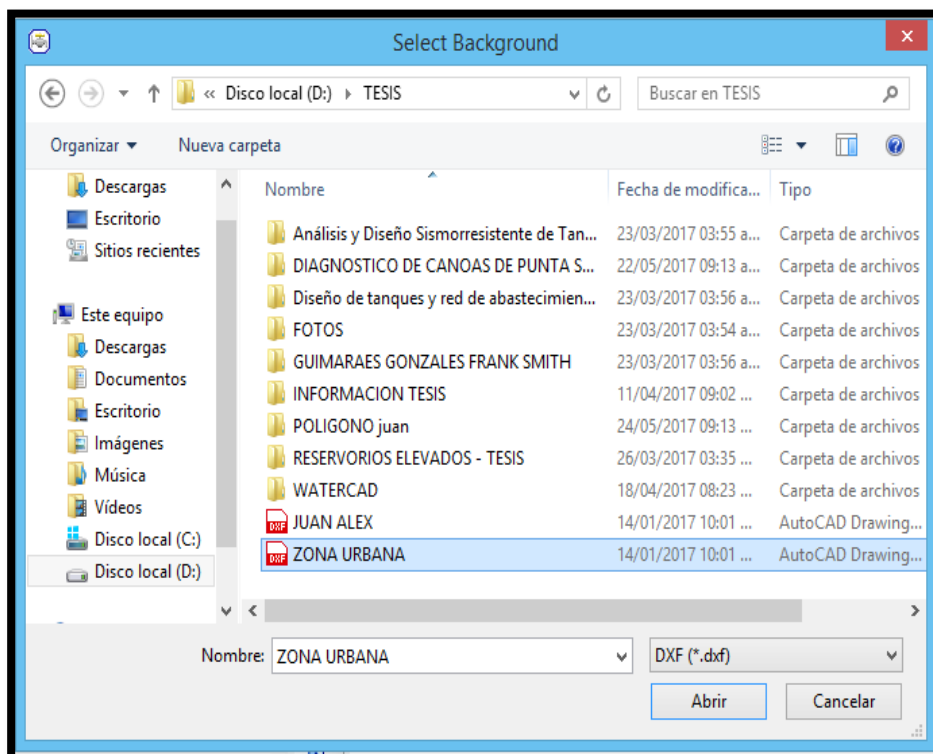 Select Background
« Disco local (D:) TESIS
Buscar en TESIS
Organizar
Nueva carpeta
Descargas
Escritorio
Sitios recientes
Este equipo
Descargas
Documentos
Escritorio
Imágenes
Música
Vídeos
Disco local (C:)
Disco local (D:)
Nombre Fecha de modifica... Tipo
Análisis y Diseño Sismorresistente de Tan... 23/03/2017 03:55 a... Carpeta de archivos
DIAGNOSTICO DE CANOAS DE PUNTA S... 22/05/2017 09:13 a... Carpeta de archivos
Diseño de tanques y red de abastecimien... 23/03/2017 03:56 a... Carpeta de archivos
FOTOS 23/03/2017 03:54 a... Carpeta de archivos
GUIMARAES GONZALES FRANK SMITH 23/03/2017 03:56 a... Carpeta de archivos
INFORMACION TESIS 11/04/2017 09:02 ... Carpeta de archivos
POLIGONO juan 24/05/2017 09:13 ... Carpeta de archivos
RESERVORIOS ELEVADOS - TESIS 26/03/2017 03:35 ... Carpeta de archivos
WATERCAD 18/04/2017 08:23 ... Carpeta de archivos
DXF JUAN ALEX 14/01/2017 10:01 ... AutoCAD Drawing...
DXF ZONA URBANA 14/01/2017 10:01 ... AutoCAD Drawing...
Nombre: ZONA URBANA
DXF (*.dxf)
Abrir
Cancelar